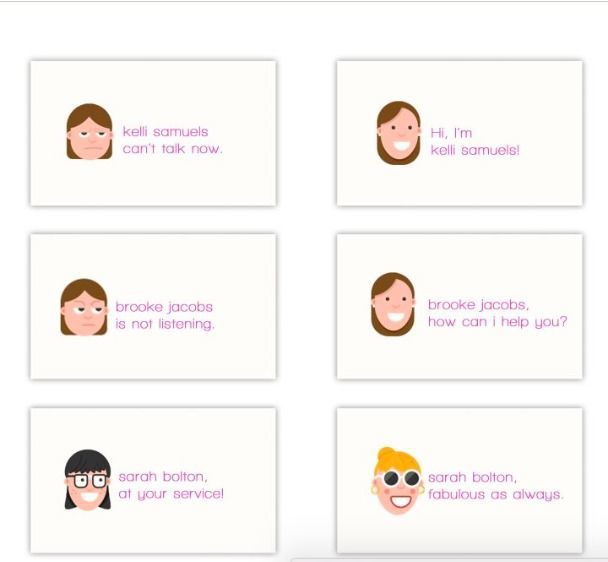 kelli samuels
can't talk now.
Hi, I'm
kelli samuels!
brooke jacobs
is not listening.
brooke jacobs,
how can i help you?
sarah bolton,
at your service!
sarah bolton,
fabulous as always.